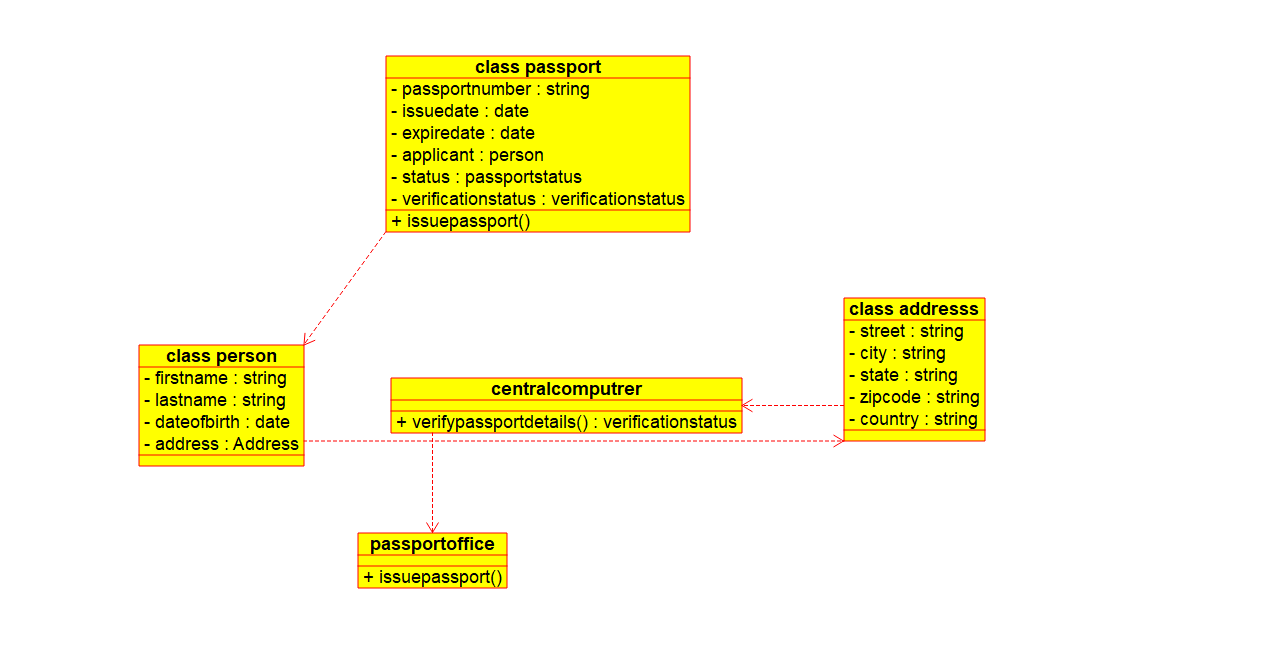 class passport
- passportnumber : string
- issuedate : date
- expiredate : date
- applicant : person
- status : passportstatus
- verificationstatus : verificationstatus
+ issuepassport()
class person
- firstname : string
- lastname : string
- dateofbirth : date
- address : Address
centralcomputrer
+ verifypassportdetails() : verificationstatus
class addresss
- street : string
- city : string
- state : string
- zipcode : string
- country : string
passportoffice
+ issuepassport()